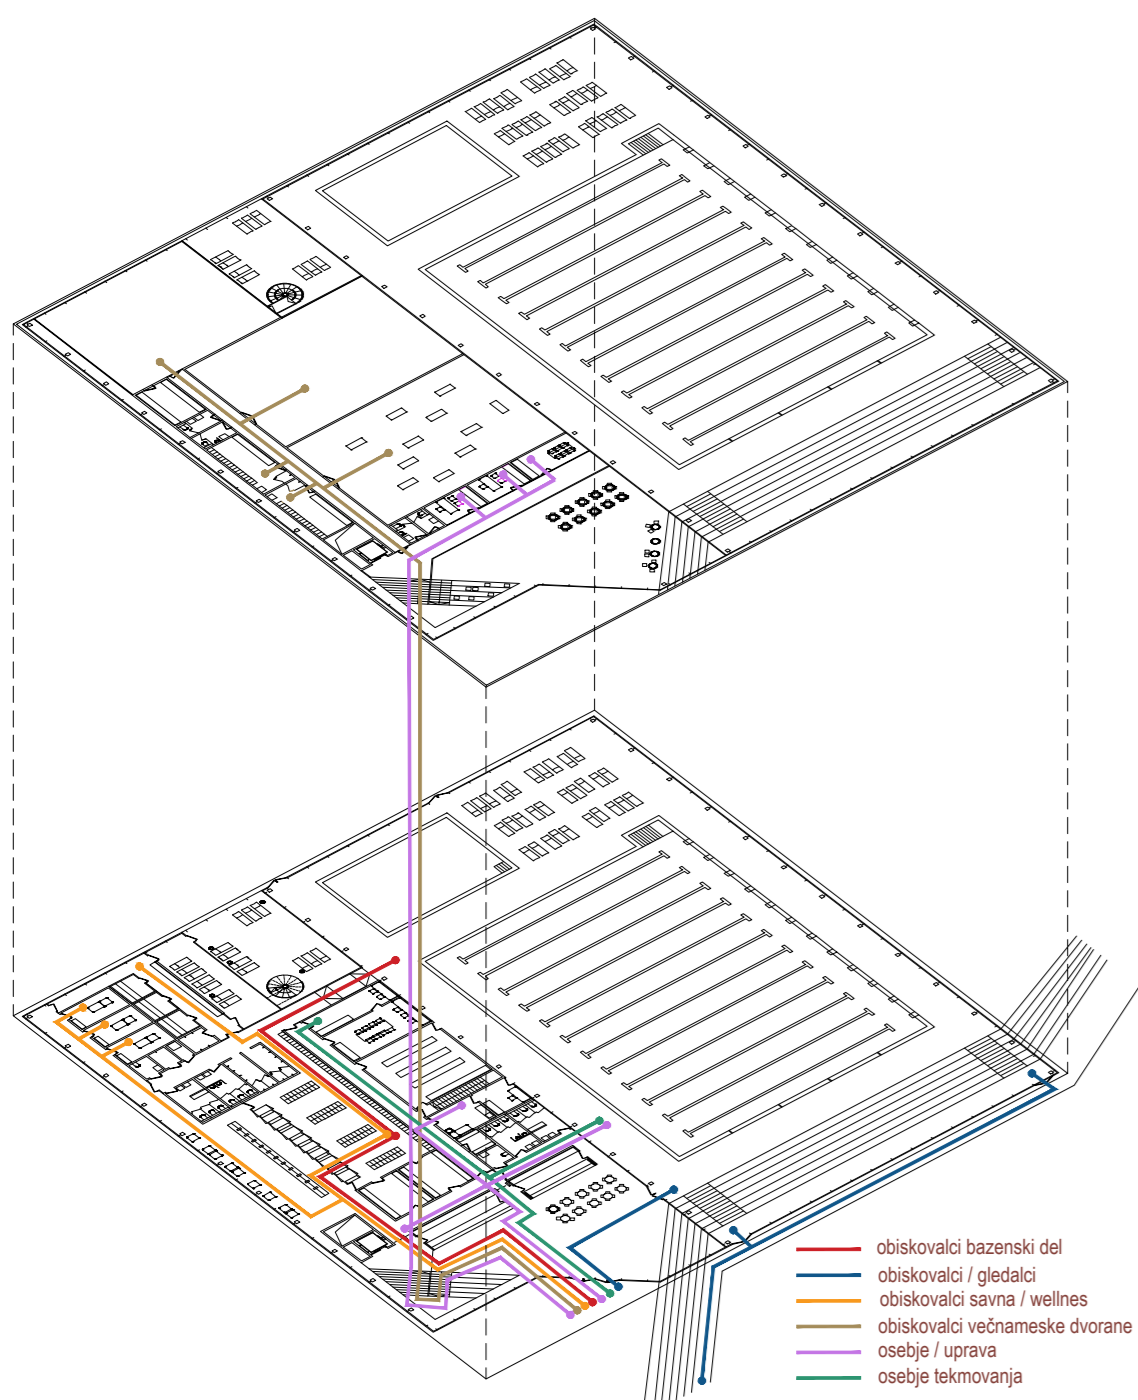 obiskovalci bazenski del
obiskovalci / gledalci
obiskovalci savna / wellnes
obiskovalci večnameske dvorane
osebje / uprava
osebje tekmovanja